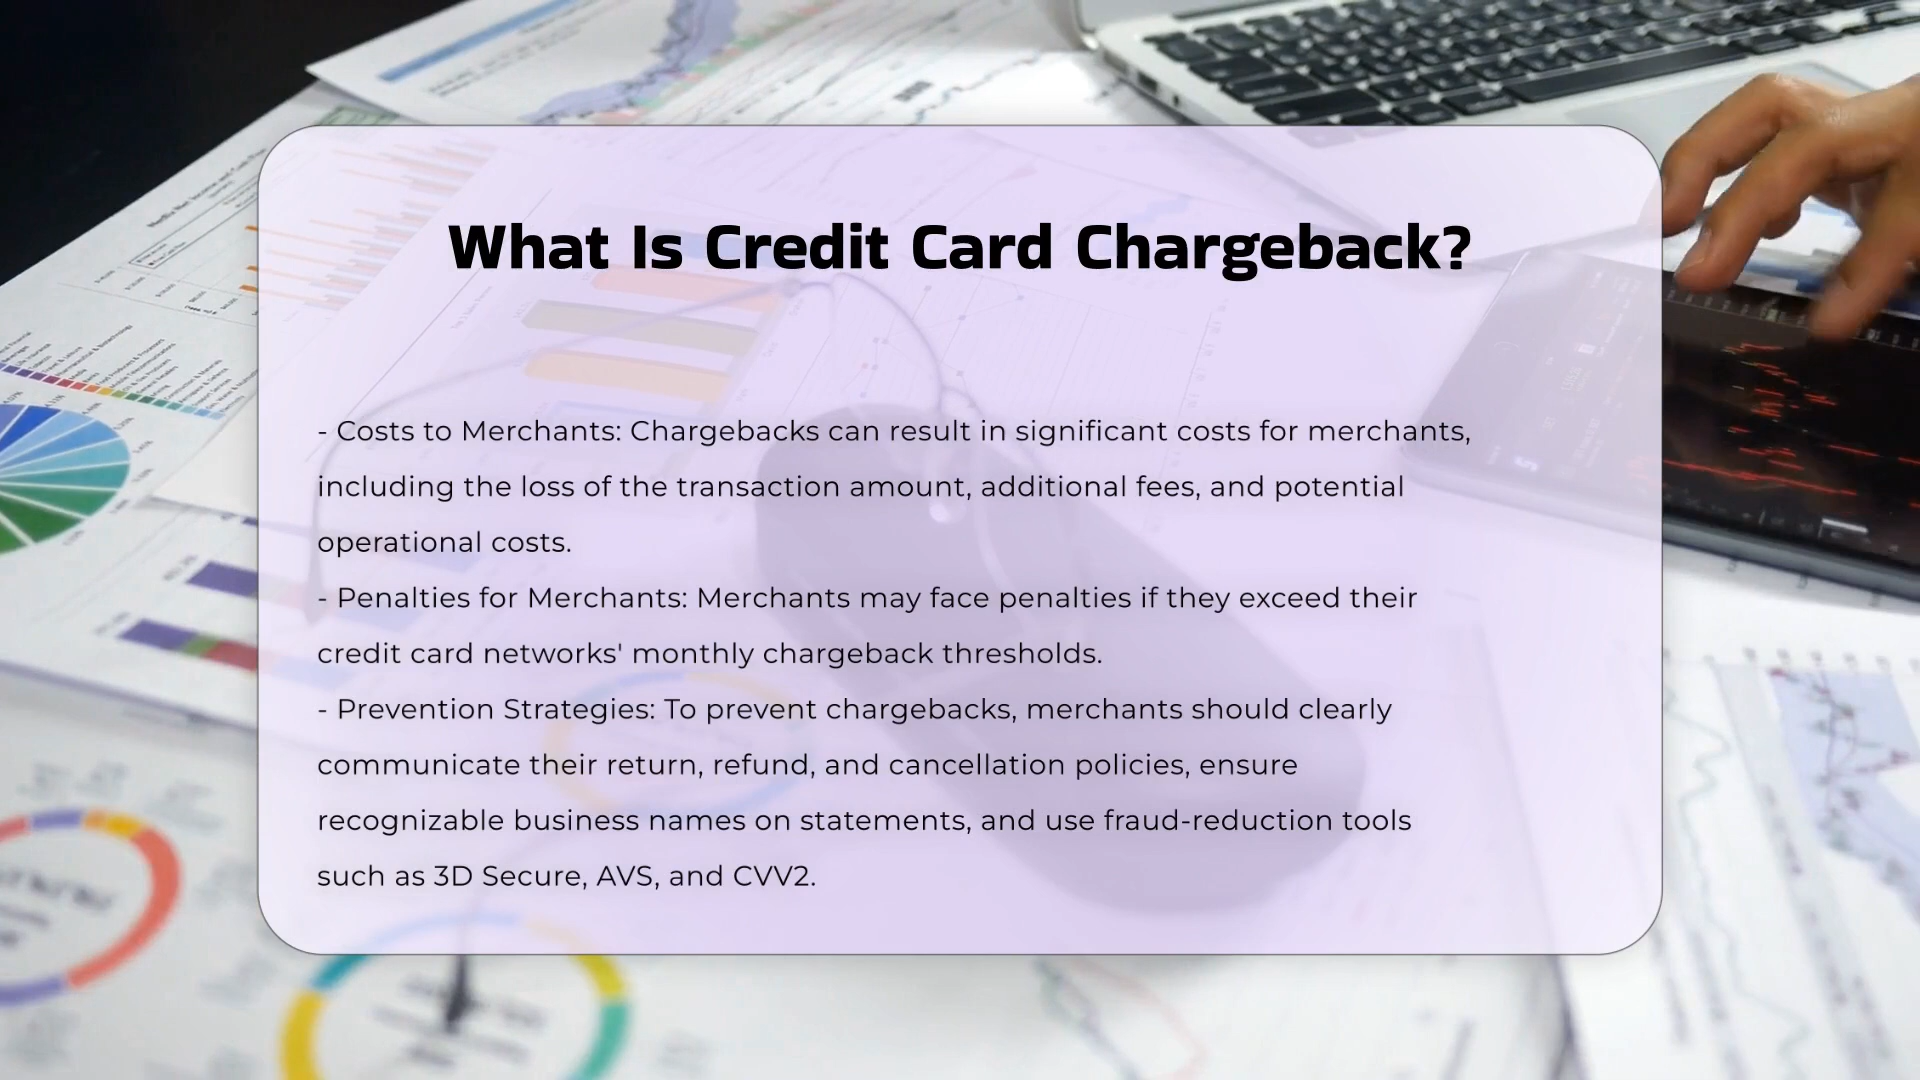 What Is Credit Card Chargeback?
- Costs to Merchants: Chargebacks can result in significant costs for merchants,
including the loss of the transaction amount, additional fees, and potential
operational costs.
- Penalties for Merchants: Merchants may face penalties if they exceed their
credit card networks' monthly chargeback thresholds.
- Prevention Strategies: To prevent chargebacks, merchants should clearly
communicate their return, refund, and cancellation policies, ensure
recognizable business names on statements, and use fraud-reduction tools
such as 3D Secure, AVS, and CVV2.